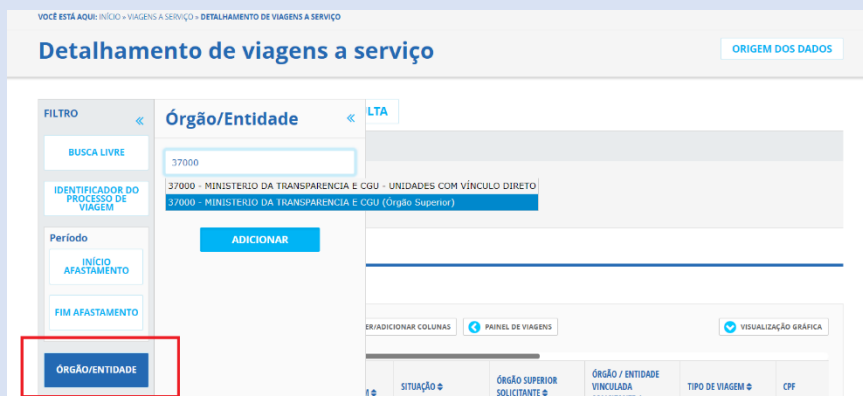 VOCÊ ESTÁ AQUI: INÍCIO » VIAGENS A SERVIÇO » DETALHAMENTO DE VIAGENS A SERVIÇO
Detalhamento de viagens a serviço
ORIGEM DOS DADOS
FILTRO
«
Órgão/Entidade
«
LTA
BUSCA LIVRE
37000
IDENTIFICADOR DO
PROCESSO DE
VIAGEM
37000 - MINISTERIO DA TRANSPARENCIA E CGU - UNIDADES COM VÍNCULO DIRETO
37000 - MINISTERIO DA TRANSPARENCIA E CGU (Órgão Superior)
Período
ADICIONAR
INÍCIO
AFASTAMENTO
FIM AFASTAMENTO
ER/ADICIONAR COLUNAS
PAINEL DE VIAGENS
VISUALIZAÇÃO GRÁFICA
ÓRGÃO/ENTIDADE
SITUAÇÃO
ÓRGÃO SUPERIOR
SOLICITANTE
ÓRGÃO / ENTIDADE
VINCULADA
TIPO DE VIAGEM
CPF